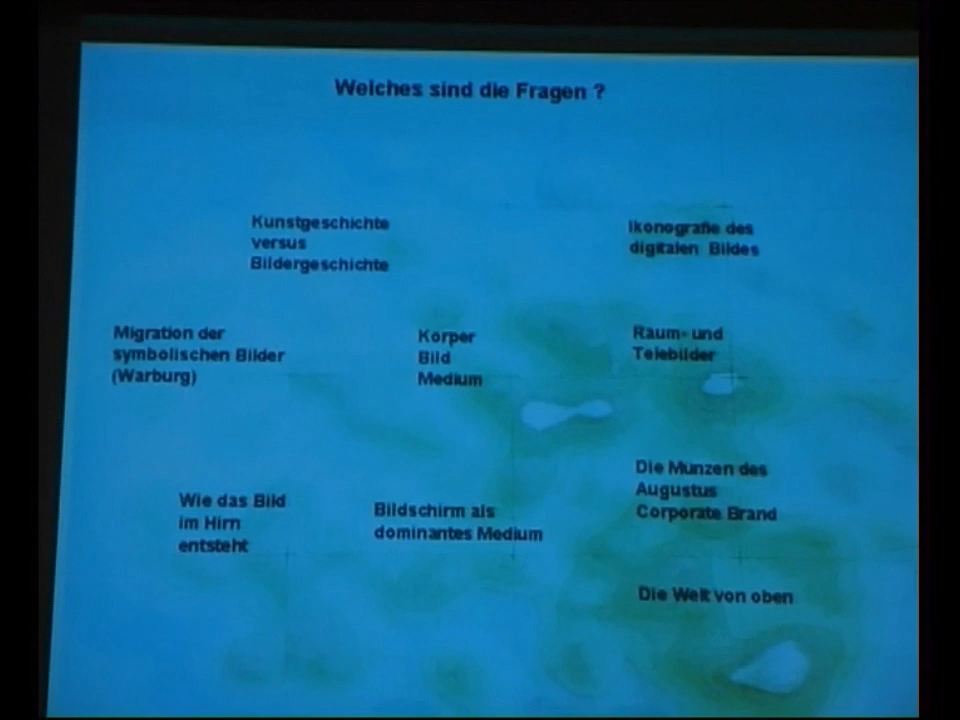 Welches sind die Fragen ?
Kunstgeschichte
versus
Bildergeschichte
Ikonografie des
digitalen Bildes
Migration der
symbolischen Bilder
(Warburg)
Körper
Bild
Medium
Raum- und
Telebilder
Wie das Bild
im Hirn
entsteht
Bildschirm als
dominantes Medium
Die Münzen des
Augustus
Corporate Brand
Die Welt von oben